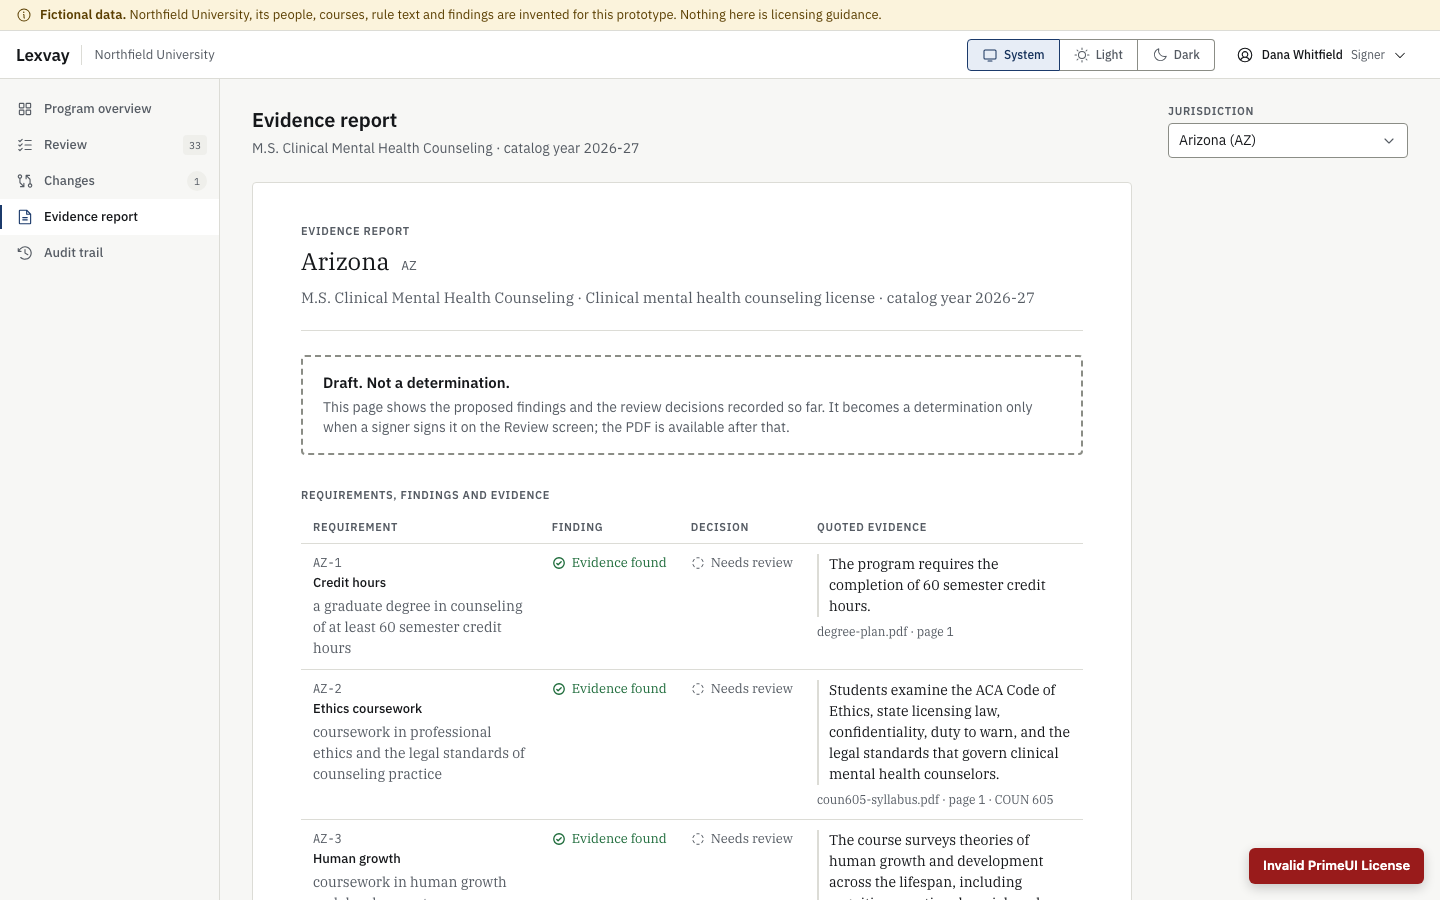 Fictional data. Northfield University, its people, courses, rule text and findings are invented for this prototype. Nothing here is licensing guidance.
Lexvay
Northfield University
System
Light
Dark
Dana Whitfield Signer
Program overview
Review 33
Changes 1
Evidence report
Audit trail
Evidence report
M.S. Clinical Mental Health Counseling · catalog year 2026-27
JURISDICTION
Arizona (AZ)
EVIDENCE REPORT
Arizona AZ
M.S. Clinical Mental Health Counseling · Clinical mental health counseling license · catalog year 2026-27
Draft. Not a determination.
This page shows the proposed findings and the review decisions recorded so far. It becomes a determination only
when a signer signs it on the Review screen; the PDF is available after that.
REQUIREMENTS, FINDINGS AND EVIDENCE
REQUIREMENT FINDING DECISION QUOTED EVIDENCE
AZ-1
Credit hours
a graduate degree in counseling
of at least 60 semester credit
hours
Evidence found
Needs review
The program requires the
completion of 60 semester credit
hours.
degree-plan.pdf · page 1
AZ-2
Ethics coursework
coursework in professional
ethics and the legal standards of
counseling practice
Evidence found
Needs review
Students examine the ACA Code of
Ethics, state licensing law,
confidentiality, duty to warn, and the
legal standards that govern clinical
mental health counselors.
coun605-syllabus.pdf · page 1 · COUN 605
AZ-3
Human growth
coursework in human growth
Evidence found
Needs review
The course surveys theories of
human growth and development
across the lifespan, including
Invalid PrimeUI License